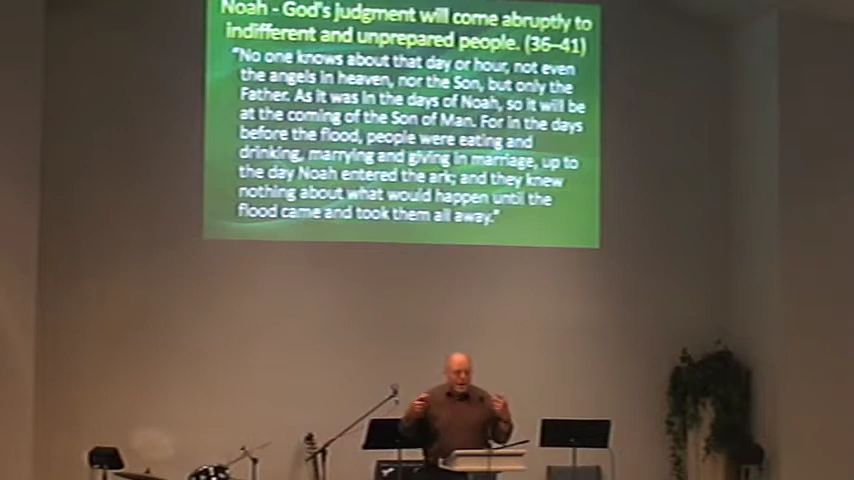 Noah - God's judgment will come abruptly to
indifferent and unprepared people. (36–41)
"No one knows about that day or hour, not even
the angels in heaven, nor the Son, but only the
Father. As it was in the days of Noah, so it will be
at the coming of the Son of Man. For in the days
before the flood, people were eating and
drinking, marrying and giving in marriage, up to
the day Noah entered the ark; and they knew
nothing about what would happen until the
flood came and took them all away."